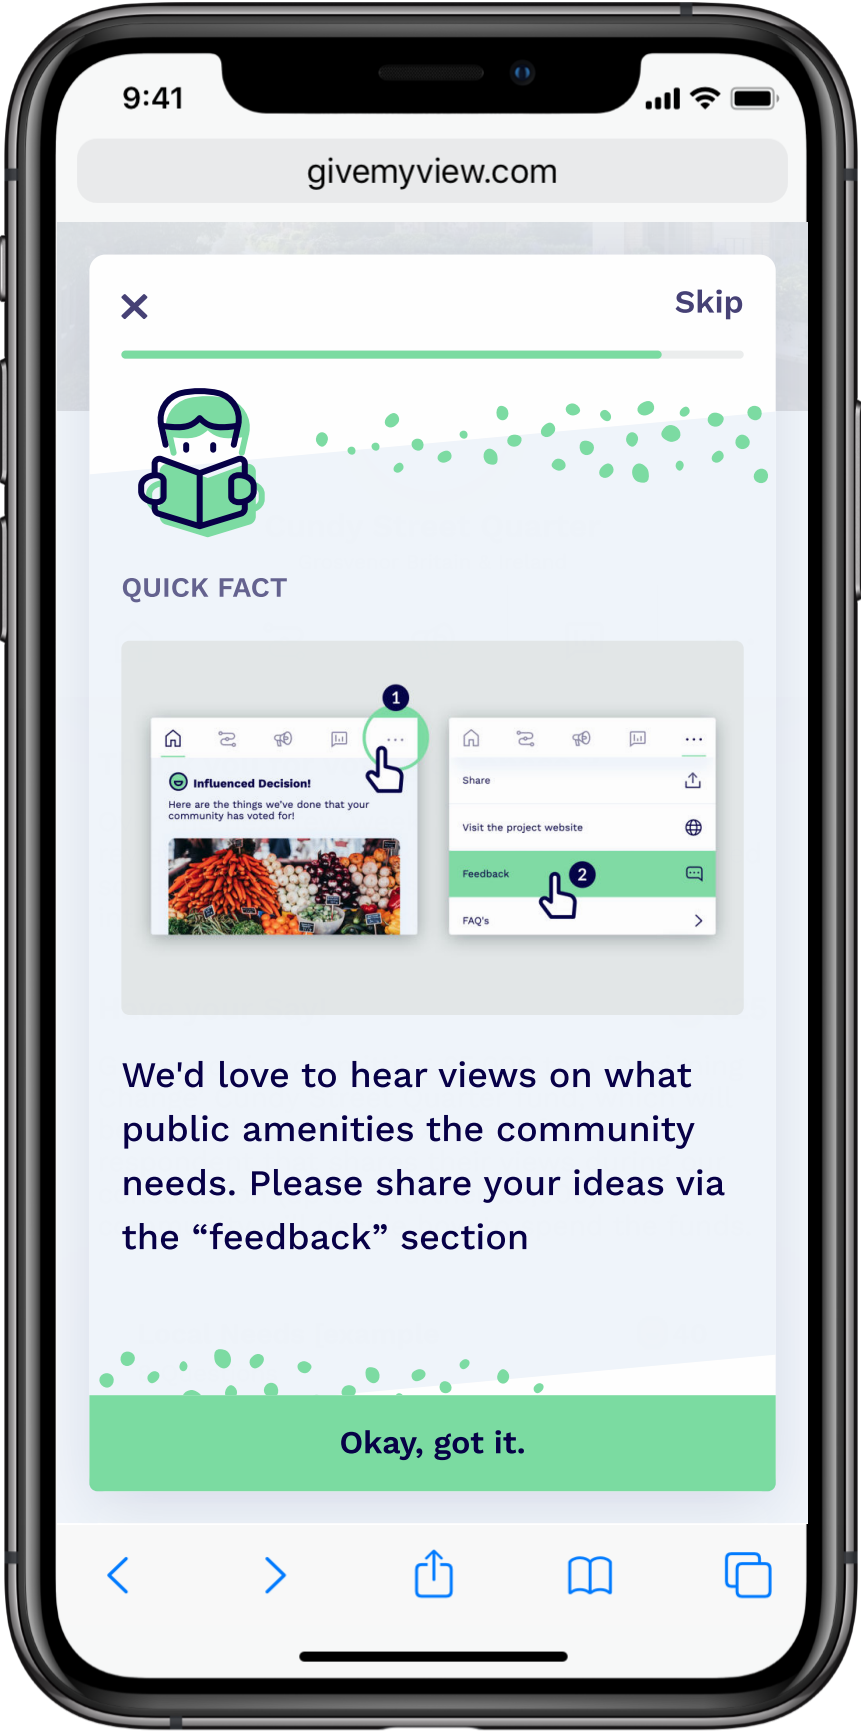 9:41
givemyview.com
Skip
QUICK FACT
1
Influenced Decision!
Here are the things we've done that your
community has voted for!
Share
Visit the project website
Feedback
2
FAQ's
We'd love to hear views on what
public amenities the community
needs. Please share your ideas via
the “feedback” section
Okay, got it.